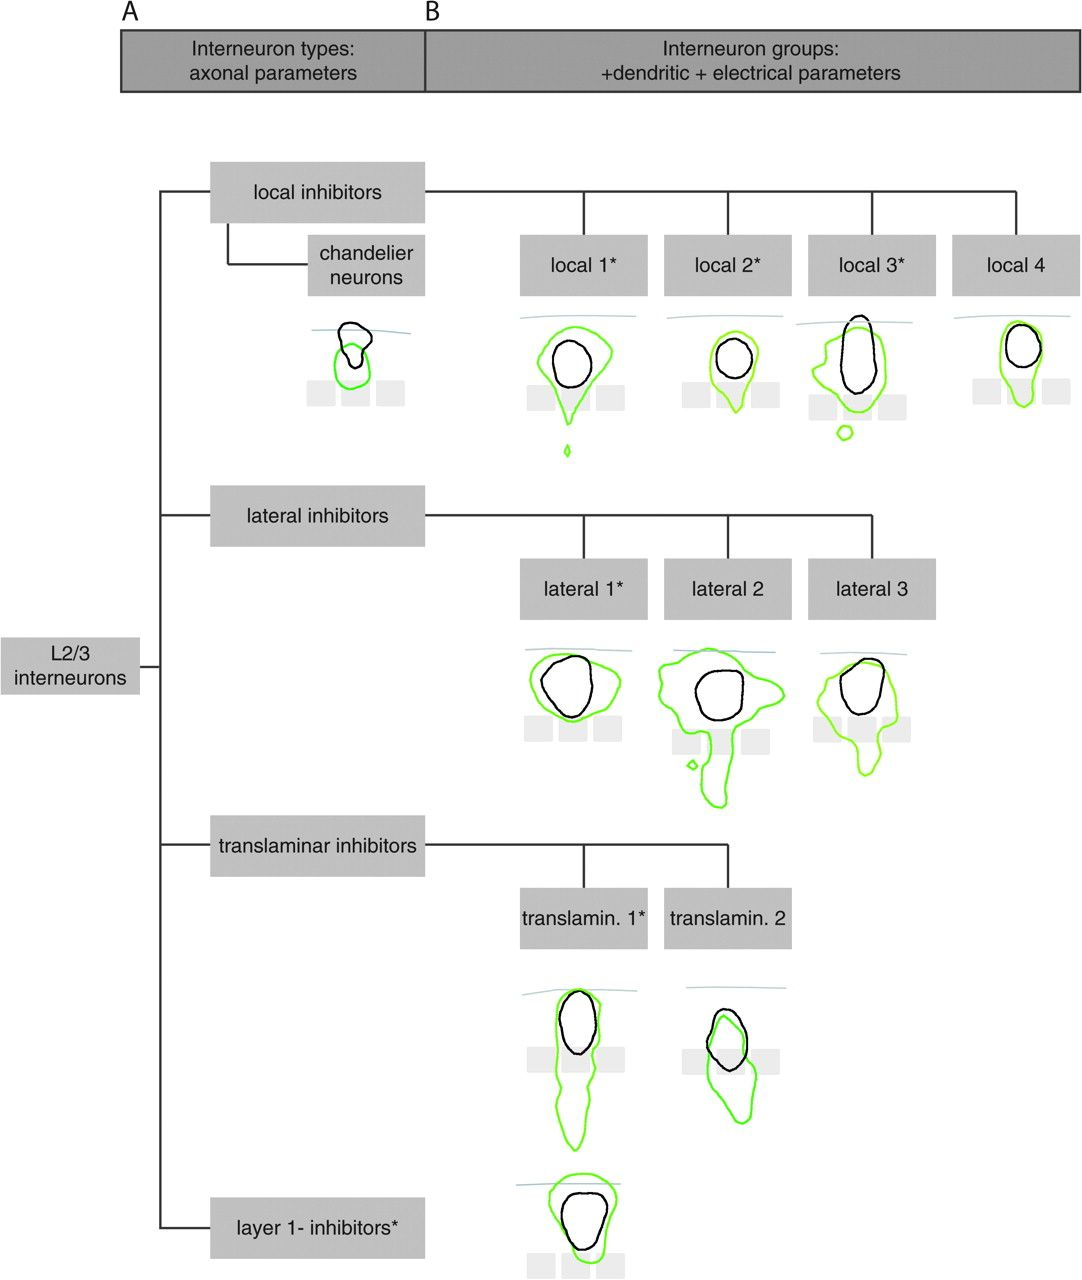 A
B
Interneuron types:
axonal parameters
Interneuron groups:
+dendritic + electrical parameters
local inhibitors
chandelier
neurons
local 1*
local 2*
local 3*
local 4
lateral inhibitors
lateral 1*
lateral 2
lateral 3
L2/3
interneurons
translaminar inhibitors
translamin. 1*
translamin. 2
layer 1- inhibitors*